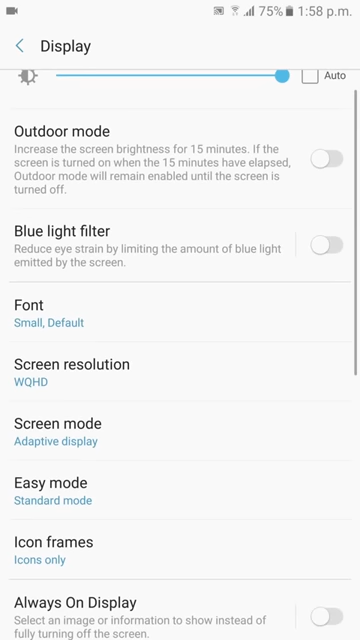 75% 1:58 p.m.
Display
Auto
Outdoor mode
Increase the screen brightness for 15 minutes. If the
screen is turned on when the 15 minutes have elapsed,
Outdoor mode will remain enabled until the screen is
turned off.
Blue light filter
Reduce eye strain by limiting the amount of blue light
emitted by the screen.
Font
Small, Default
Screen resolution
WQHD
Screen mode
Adaptive display
Easy mode
Standard mode
Icon frames
Icons only
Always On Display
Select an image or information to show instead of
fully turning off the screen.